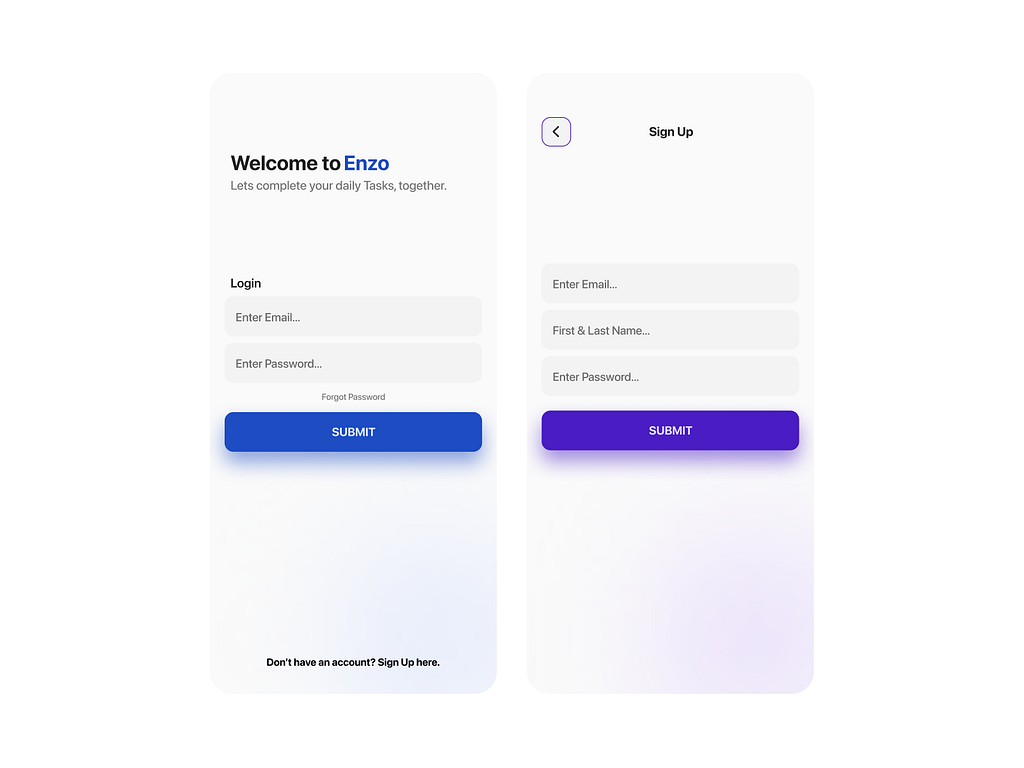 Welcome to Enzo
Lets complete your daily Tasks, together.
Login
Enter Email...
Enter Password...
Forgot Password
SUBMIT
Don't have an account? Sign Up here.
Sign Up
Enter Email...
First & Last Name...
Enter Password...
SUBMIT